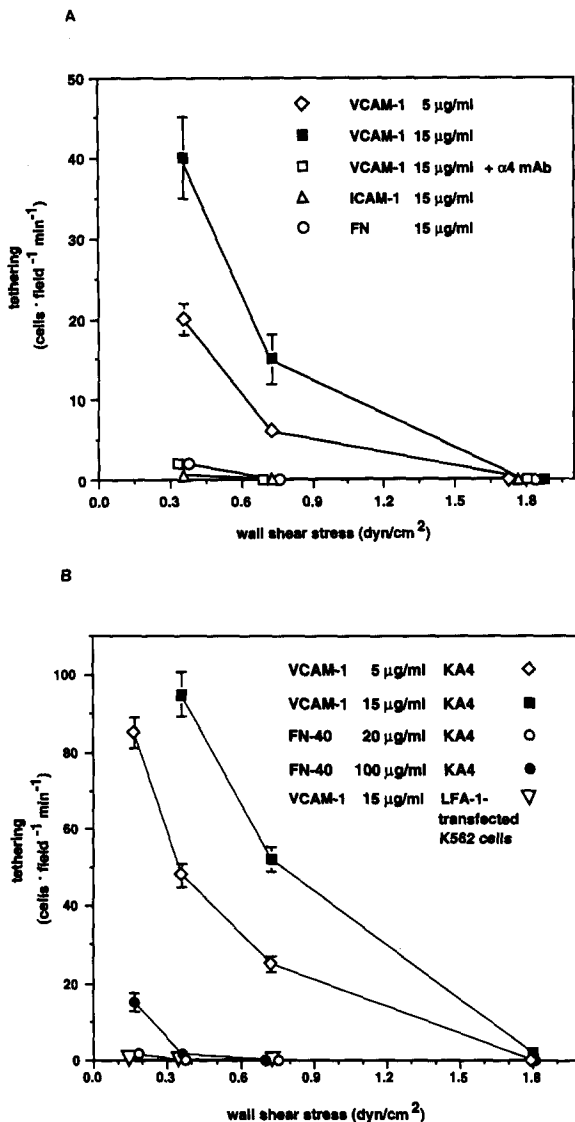 A
50
40
30
20
10
0
tethering
(cells · field⁻¹ min⁻¹)
VCAM-1 5 μg/ml
VCAM-1 15 μg/ml
VCAM-1 15 μg/ml + α4 mAb
ICAM-1 15 μg/ml
FN 15 μg/ml
0.0 0.3 0.6 0.9 1.2 1.5 1.8
wall shear stress (dyn/cm²)
B
100
80
60
40
20
0
tethering
(cells · field⁻¹ min⁻¹)
VCAM-1 5 μg/ml KA4
VCAM-1 15 μg/ml KA4
FN-40 20 μg/ml KA4
FN-40 100 μg/ml KA4
VCAM-1 15 μg/ml LFA-1-
transfected
K562 cells
0.0 0.3 0.6 0.9 1.2 1.5 1.8
wall shear stress (dyn/cm²)